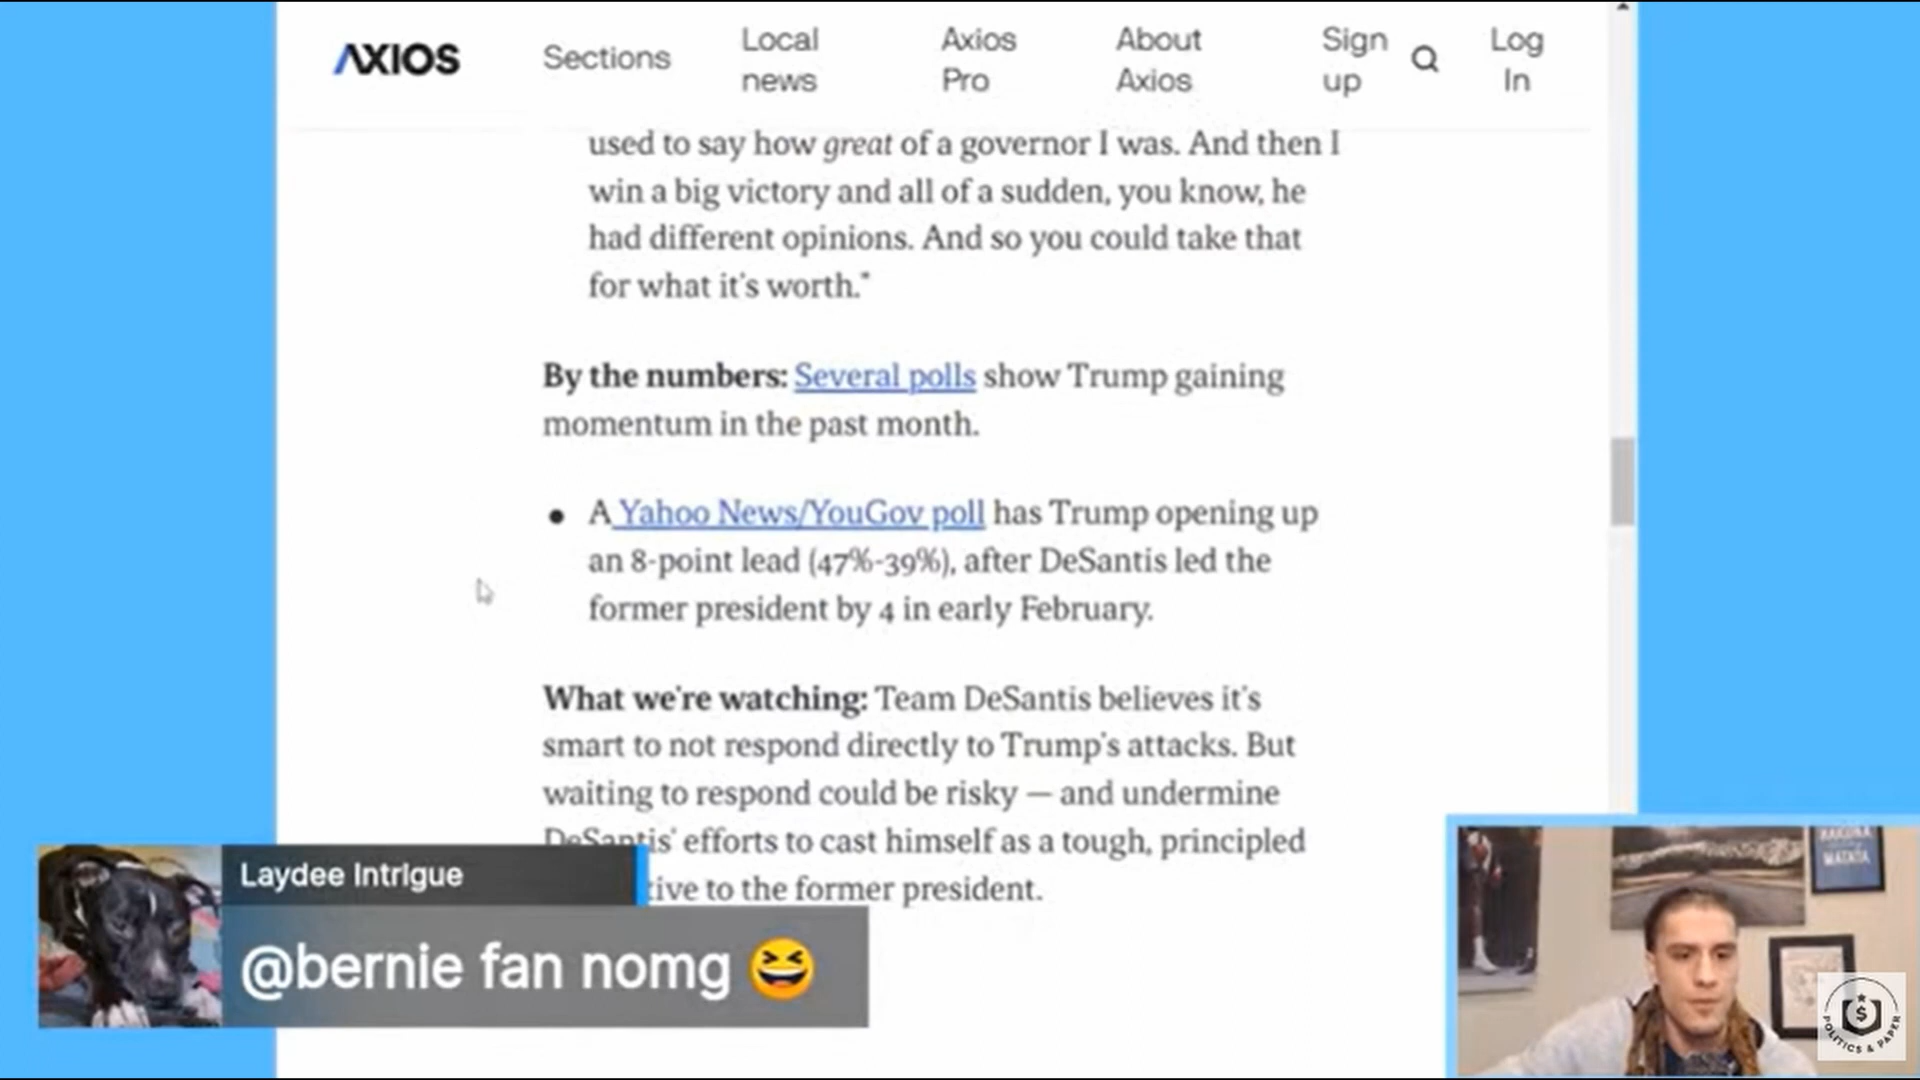 AXIOS
Sections
Local
news
Axios
Pro
About
Axios
Sign
up
Log
In
used to say how great of a governor I was. And then I
win a big victory and all of a sudden, you know, he
had different opinions. And so you could take that
for what it's worth."
By the numbers: Several polls show Trump gaining
momentum in the past month.
• A Yahoo News/YouGov poll has Trump opening up
an 8-point lead (47%-39%), after DeSantis led the
former president by 4 in early February.
What we're watching: Team DeSantis believes it's
smart to not respond directly to Trump's attacks. But
waiting to respond could be risky — and undermine
DeSantis' efforts to cast himself as a tough, principled
tive to the former president.
Laydee Intrigue
@bernie fan nomg 😆
HAKUNA
MATATA
$
POLITICS & PAPER